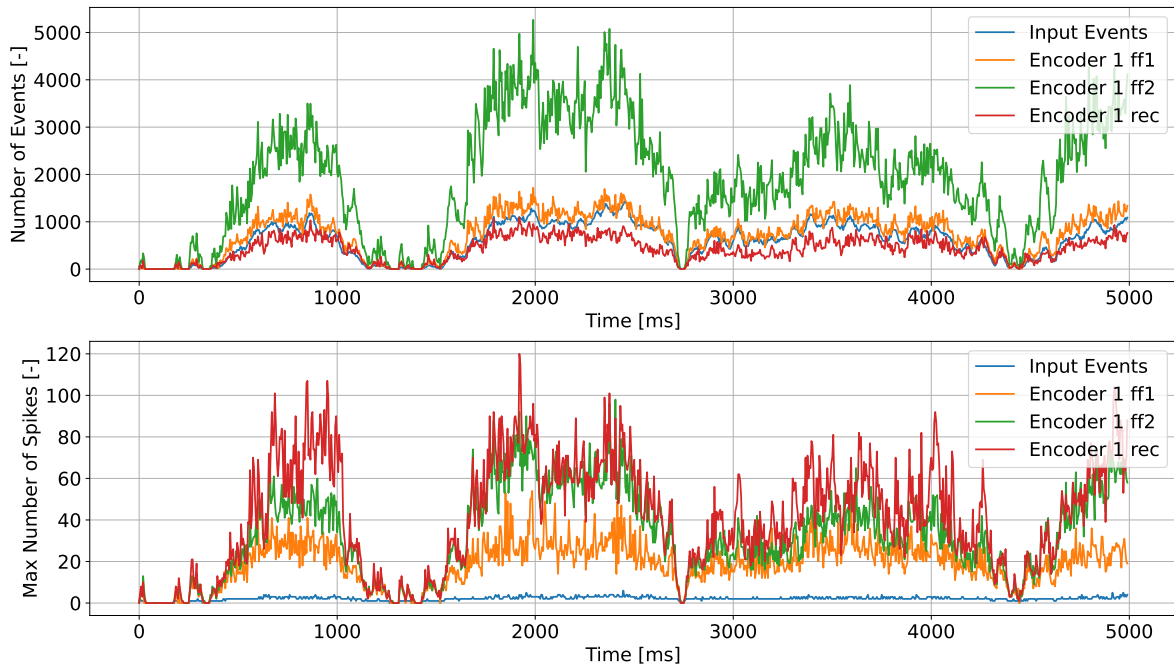 Number of Events [-]
5000
4000
3000
2000
1000
0
Input Events
Encoder 1 ff1
Encoder 1 ff2
Encoder 1 rec
0
1000
2000
3000
4000
5000
Time [ms]
Max Number of Spikes [-]
120
100
80
60
40
20
0
Input Events
Encoder 1 ff1
Encoder 1 ff2
Encoder 1 rec
0
1000
2000
3000
4000
5000
Time [ms]